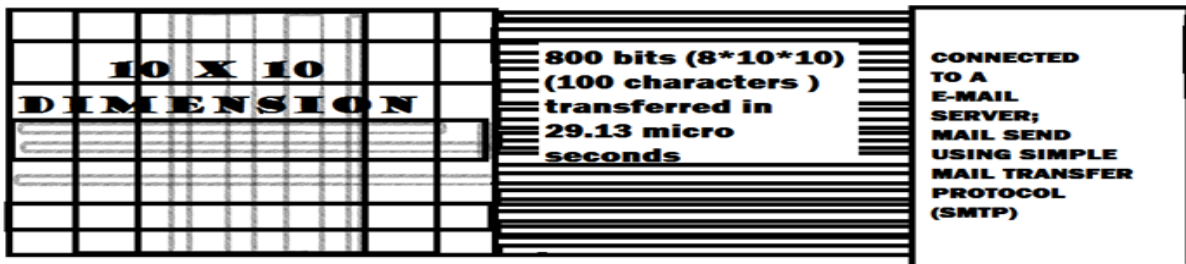 10 X 10
DIMENSION
800 bits (8*10*10)
(100 characters )
transferred in
29.13 micro
seconds
CONNECTED
TO A
E-MAIL
SERVER;
MAIL SEND
USING SIMPLE
MAIL TRANSFER
PROTOCOL
(SMTP)